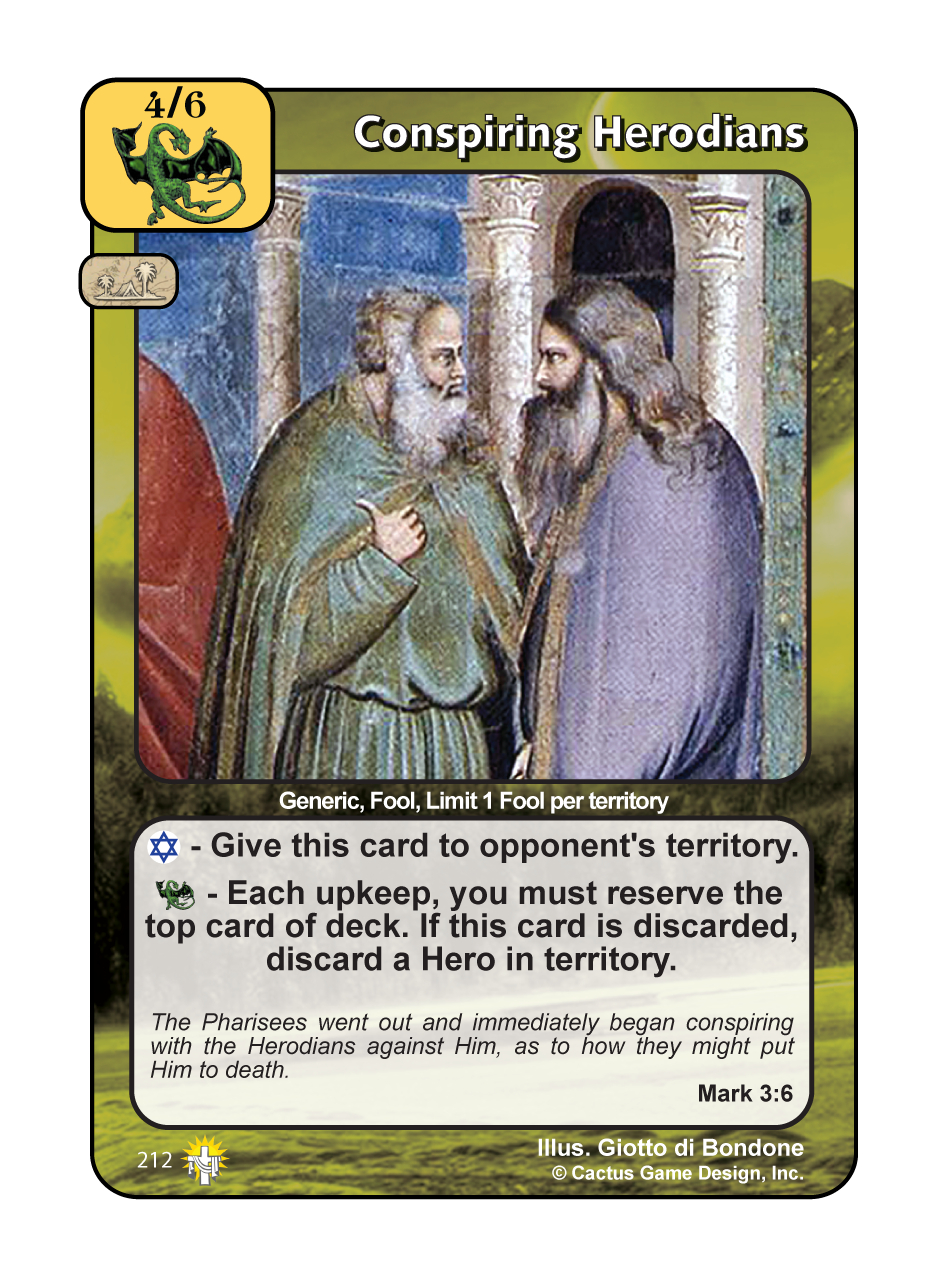 4/6
Conspiring Herodians
Generic, Fool, Limit 1 Fool per territory
- Give this card to opponent's territory.
- Each upkeep, you must reserve the
top card of deck. If this card is discarded,
discard a Hero in territory.
The Pharisees went out and immediately began conspiring
with the Herodians against Him, as to how they might put
Him to death.
Mark 3:6
212
Illus. Giotto di Bondone
© Cactus Game Design, Inc.